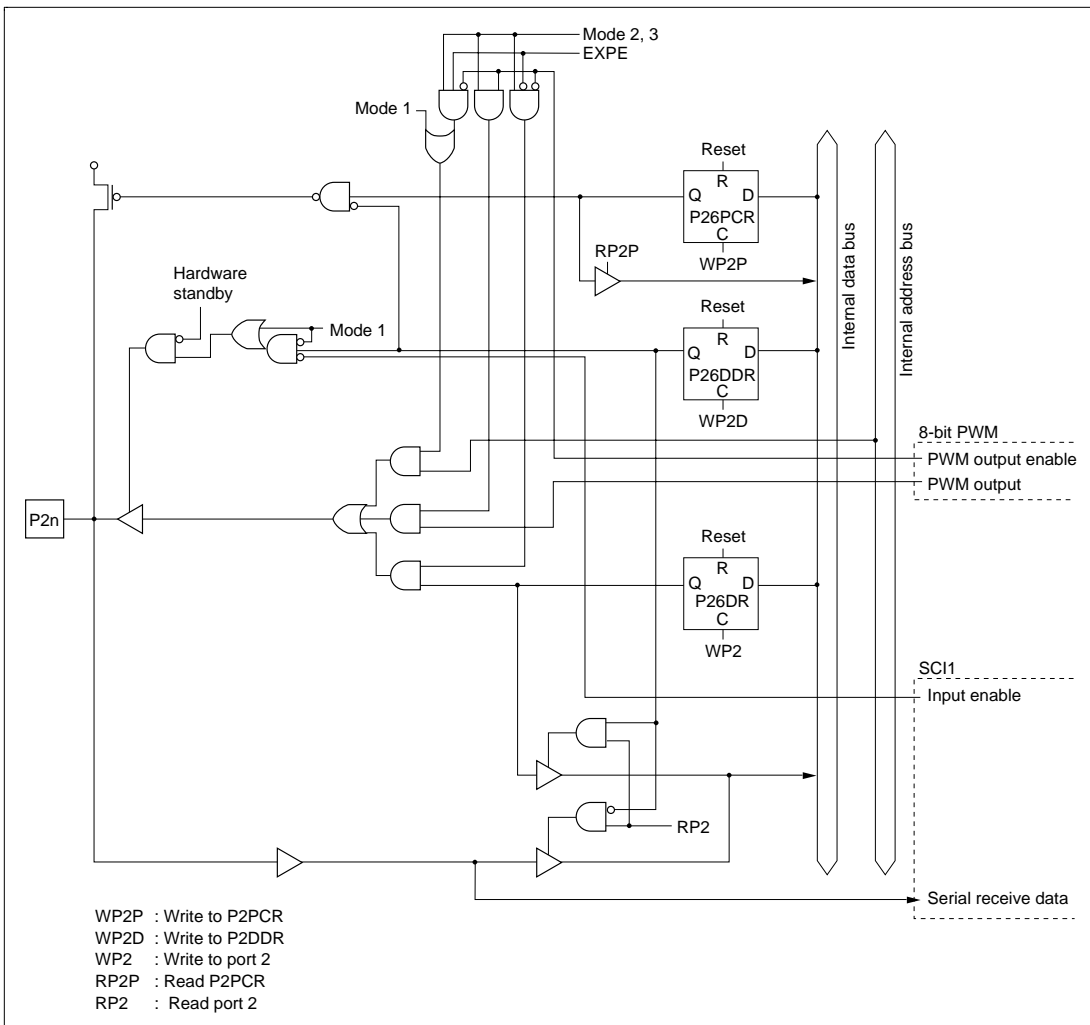 Mode 2, 3
EXPE
Mode 1
Reset
R
Q D
P26PCR
C
WP2P
RP2P
Hardware
standby
Mode 1
Reset
R
Q D
P26DDR
C
WP2D
Internal data bus
Internal address bus
8-bit PWM
PWM output enable
PWM output
P2n
Reset
R
Q D
P26DR
C
WP2
SCI1
Input enable
RP2
Serial receive data
WP2P : Write to P2PCR
WP2D : Write to P2DDR
WP2 : Write to port 2
RP2P : Read P2PCR
RP2 : Read port 2